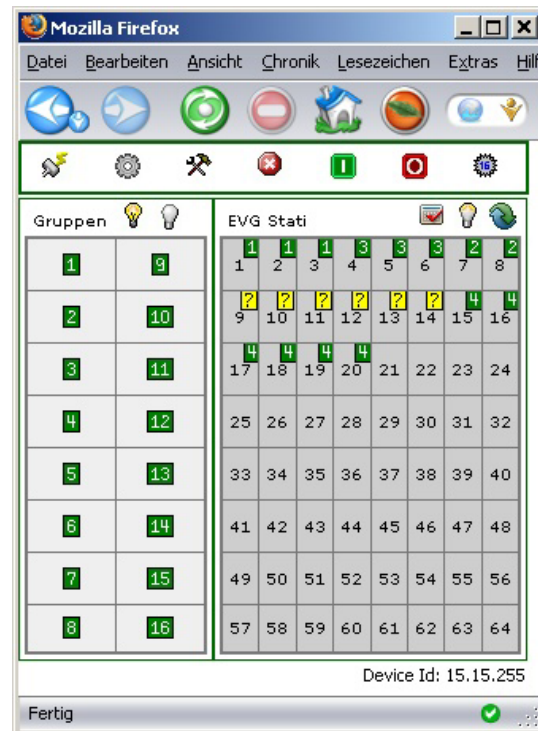 Mozilla Firefox
Datei Bearbeiten Ansicht Chronik Lesezeichen Extras Hilf
16
Gruppen
1 9
2 10
3 11
4 12
5 13
6 14
7 15
8 16
EVG Stati
1 1 1 3 3 3 2 2
1 2 3 4 5 6 7 8
? ? ? ? ? ? 4 4
9 10 11 12 13 14 15 16
4 4 4 4
17 18 19 20 21 22 23 24
25 26 27 28 29 30 31 32
33 34 35 36 37 38 39 40
41 42 43 44 45 46 47 48
49 50 51 52 53 54 55 56
57 58 59 60 61 62 63 64
Device Id: 15.15.255
Fertig